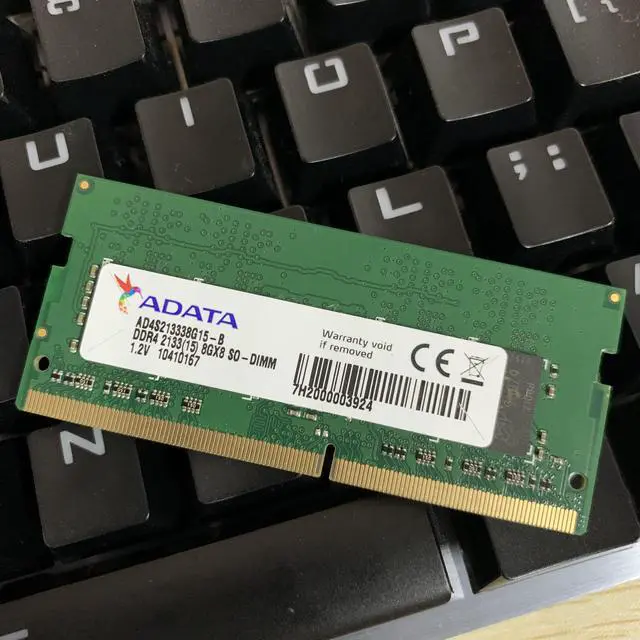 U
I
O
P
{
[
L
: ;
N
ADATA
AD4S213338G15-B
DDR4 2133(15) 8GX8 SO-DIMM
1.2V 10410167
Warranty void
if removed
CE
7H2000003924